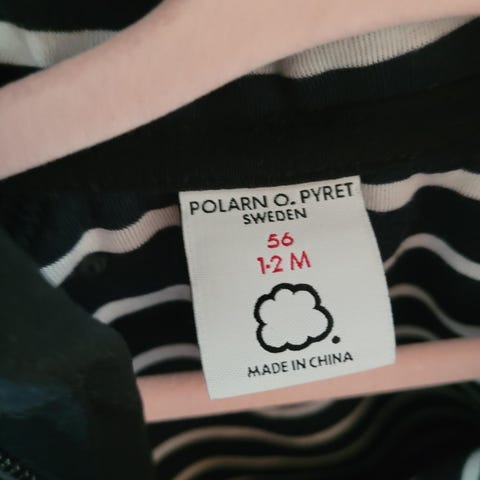 POLARN O. PYRET
SWEDEN
56
1-2 M
MADE IN CHINA